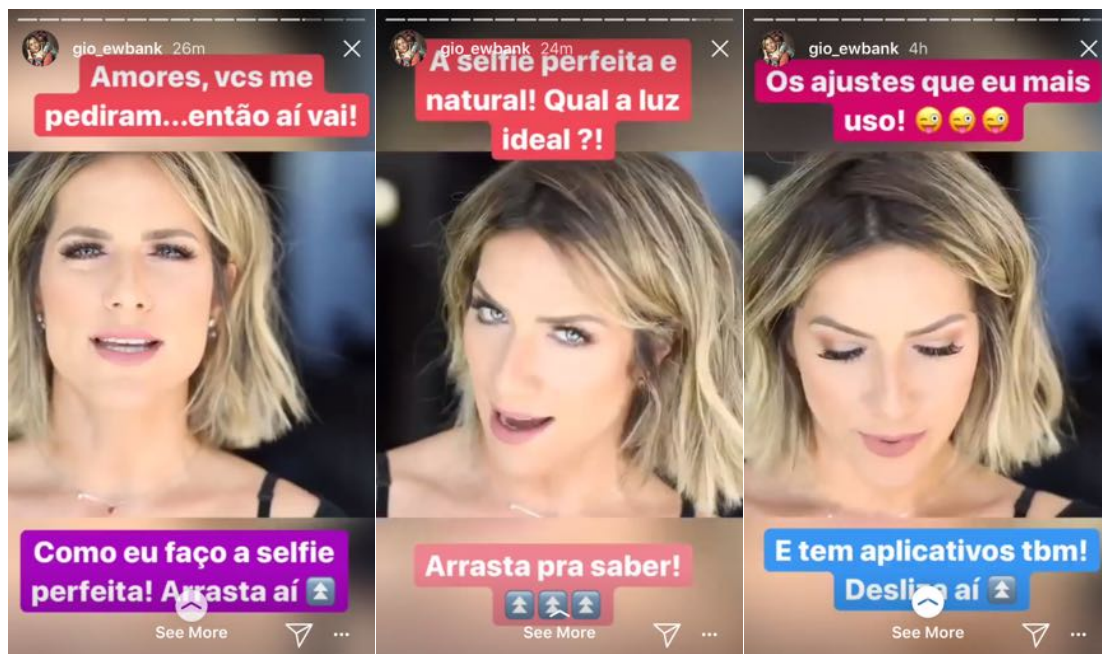 gio_ewbank 26m
Amores, vcs me
pediram...então aí vai!
Como eu faço a selfie
perfeita! Arrasta aí ⏫
See More
gio_ewbank 24m
A selfie perfeita e
natural! Qual a luz
ideal ?!
Arrasta pra saber!
⏫⏫⏫
See More
gio_ewbank 4h
Os ajustes que eu mais
uso! 😜😜😜
E tem aplicativos tbm!
Desliza aí ⏫
See More